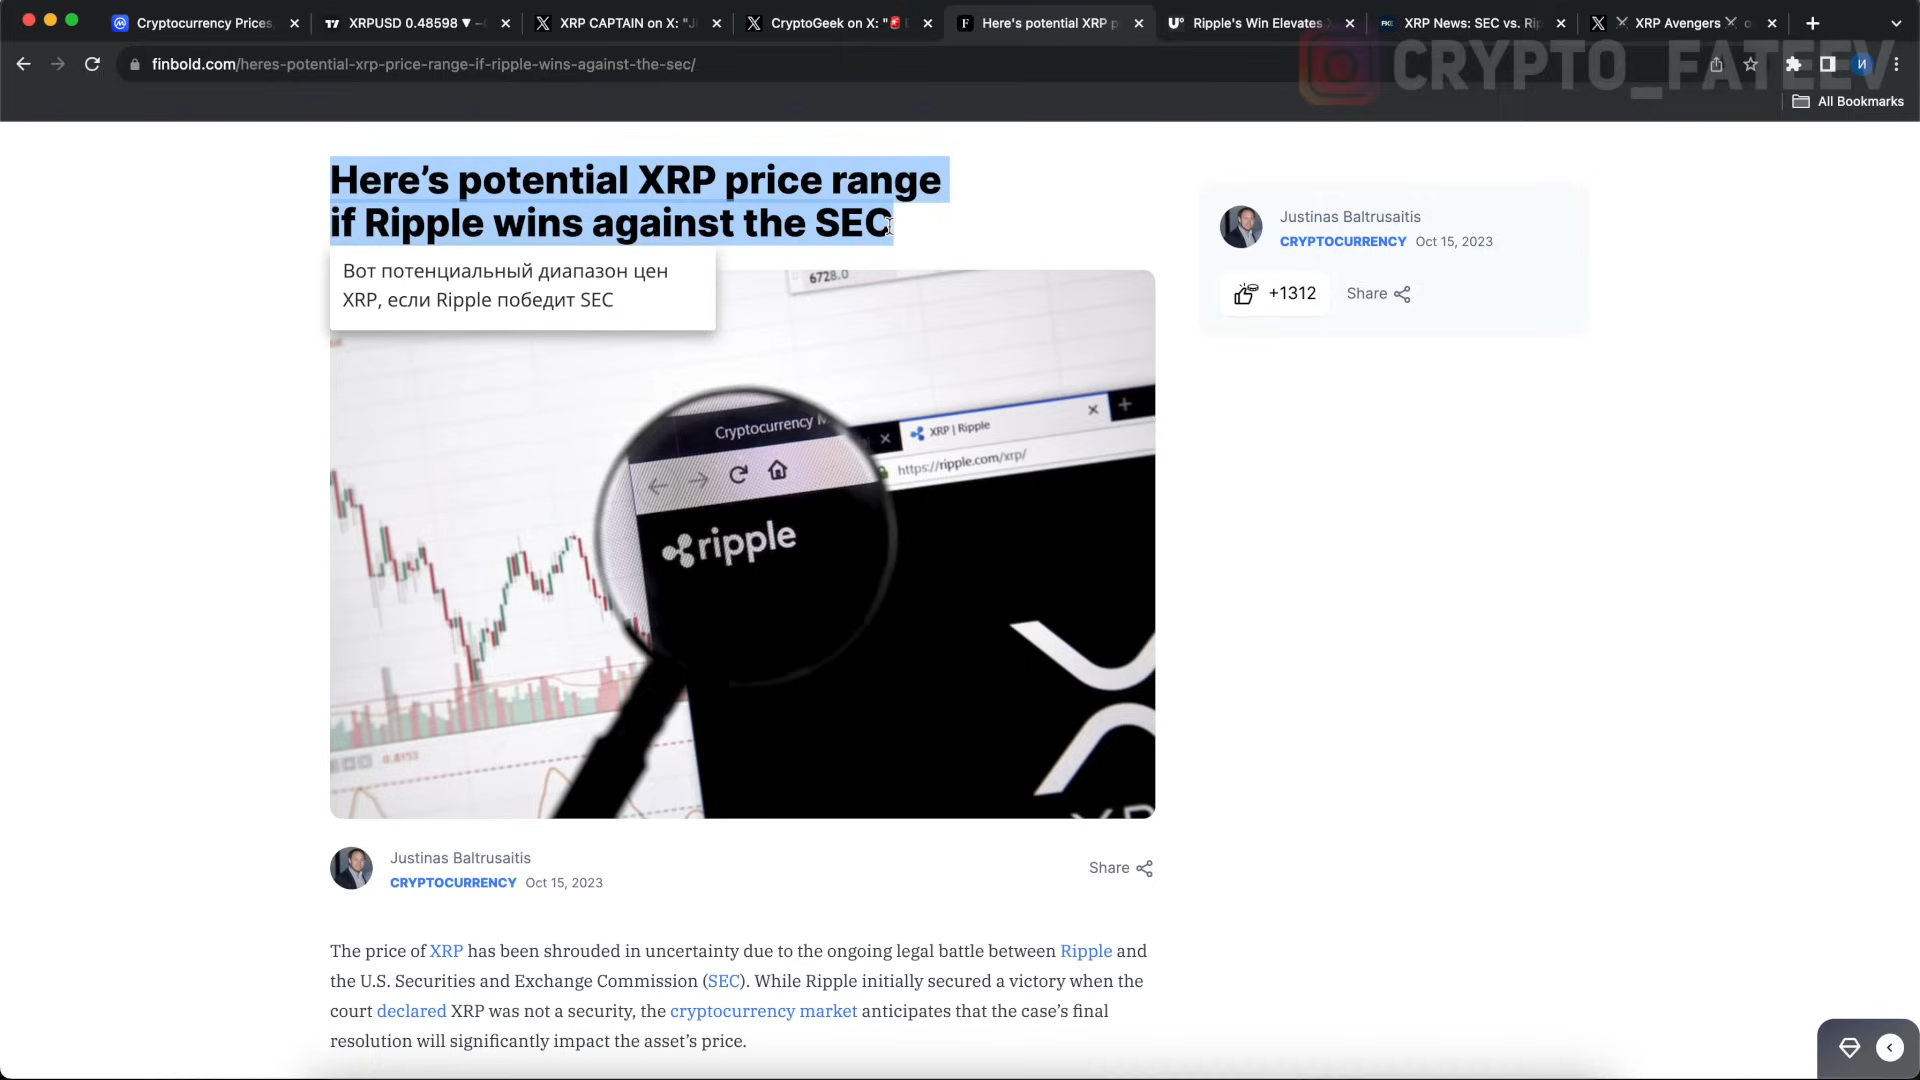 Cryptocurrency Prices,
XRPUSD 0.48598 ▼
XRP CAPTAIN on X: "J
CryptoGeek on X: "🚨
Here's potential XRP p
Ripple's Win Elevates
XRP News: SEC vs. Ri
XRP Avengers
finbold.com/heres-potential-xrp-price-range-if-ripple-wins-against-the-sec/
CRYPTO_FATEEV
All Bookmarks
Here's potential XRP price range
if Ripple wins against the SEC
Вот потенциальный диапазон цен
XRP, если Ripple победит SEC
Justinas Baltrusaitis
CRYPTOCURRENCY Oct 15, 2023
+1312 Share
6728.0
Cryptocurrency
XRP | Ripple
https://ripple.com/xrp/
ripple
0.8153
Justinas Baltrusaitis
CRYPTOCURRENCY Oct 15, 2023
Share
The price of XRP has been shrouded in uncertainty due to the ongoing legal battle between Ripple and
the U.S. Securities and Exchange Commission (SEC). While Ripple initially secured a victory when the
court declared XRP was not a security, the cryptocurrency market anticipates that the case's final
resolution will significantly impact the asset's price.